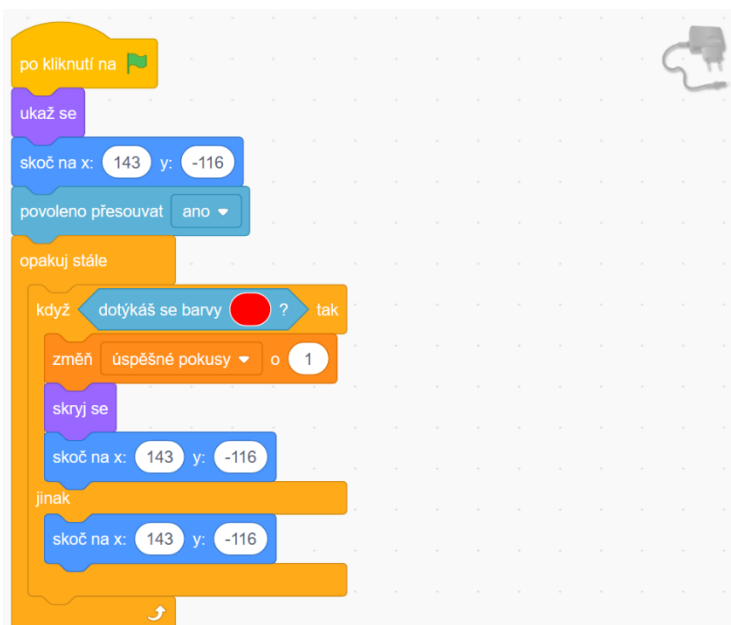 po kliknutí na
ukaž se
skoč na x: 143 y: -116
povoleno přesouvat ano
opakuj stále
když dotýkáš se barvy ? tak
změň úspěšné pokusy o 1
skryj se
skoč na x: 143 y: -116
jinak
skoč na x: 143 y: -116